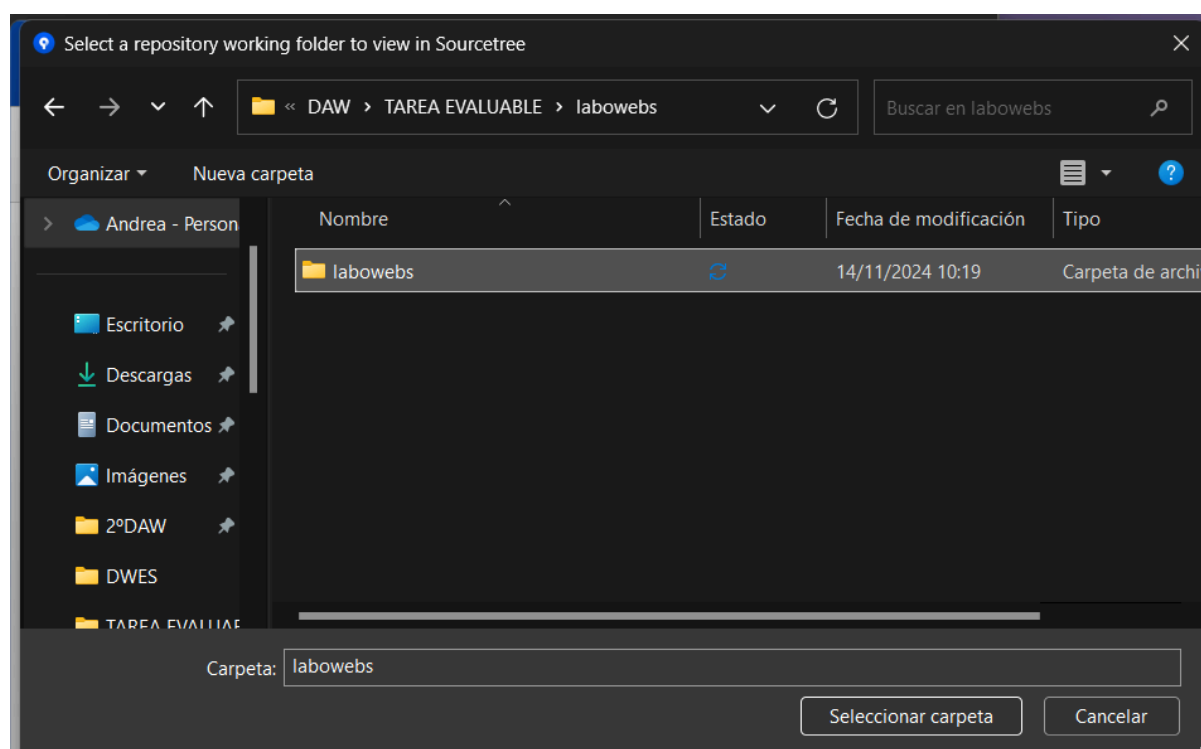 Select a repository working folder to view in Sourcetree
« DAW > TAREA EVALUABLE > labowebs
Buscar en labowebs
Organizar
Nueva carpeta
?
Andrea - Person
Nombre
Estado
Fecha de modificación
Tipo
labowebs
14/11/2024 10:19
Carpeta de archi
Escritorio
Descargas
Documentos
Imágenes
2ºDAW
DWES
TAREA EVALUAE
Carpeta:
labowebs
Seleccionar carpeta
Cancelar